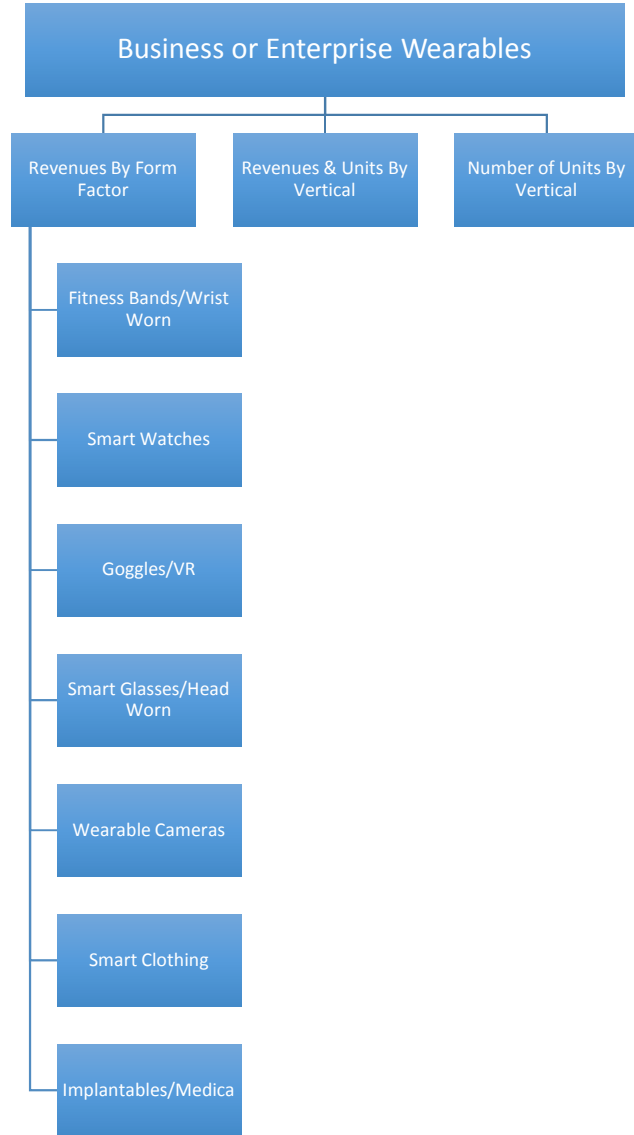 Business or Enterprise Wearables
Revenues By Form
Factor
Revenues & Units By
Vertical
Number of Units By
Vertical
Fitness Bands/Wrist
Worn
Smart Watches
Goggles/VR
Smart Glasses/Head
Worn
Wearable Cameras
Smart Clothing
Implantables/Medica